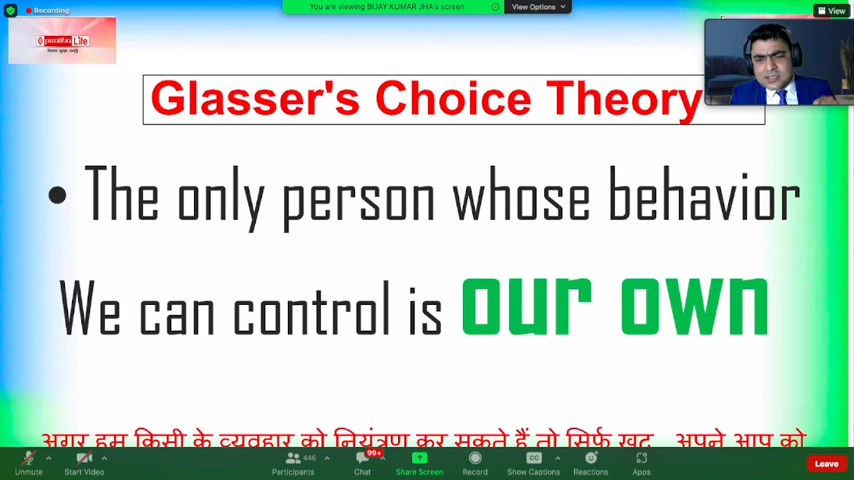 Recording
You are viewing BIJAY KUMAR JHA's screen
View Options
View
Life
Glasser's Choice Theory
• The only person whose behavior
We can control is our own
अगर हम किसी के व्यवहार को नियंत्रण कर सकते हैं तो सिर्फ अपने आप को
Unmute
Start Video
446
Participants
99+
Chat
Share Screen
Record
CC
Show Captions
Reactions
Apps
Leave